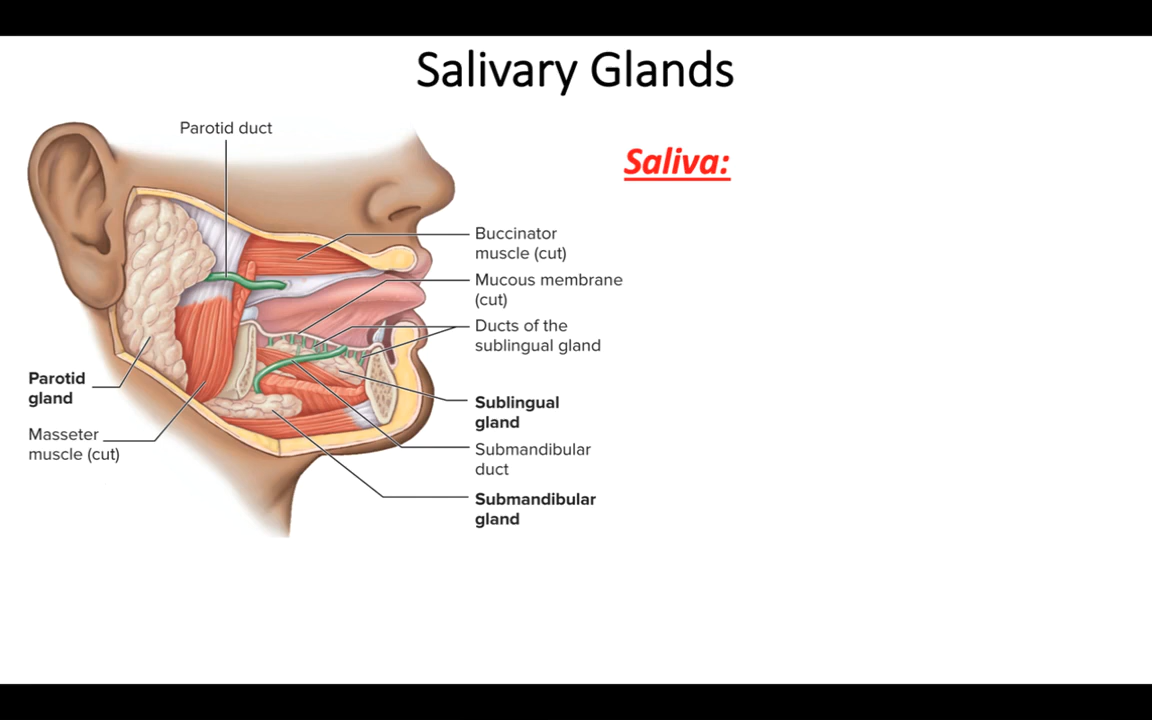 Salivary Glands
Parotid duct
Saliva:
Buccinator
muscle (cut)
Mucous membrane
(cut)
Ducts of the
sublingual gland
Parotid
gland
Sublingual
gland
Masseter
muscle (cut)
Submandibular
duct
Submandibular
gland